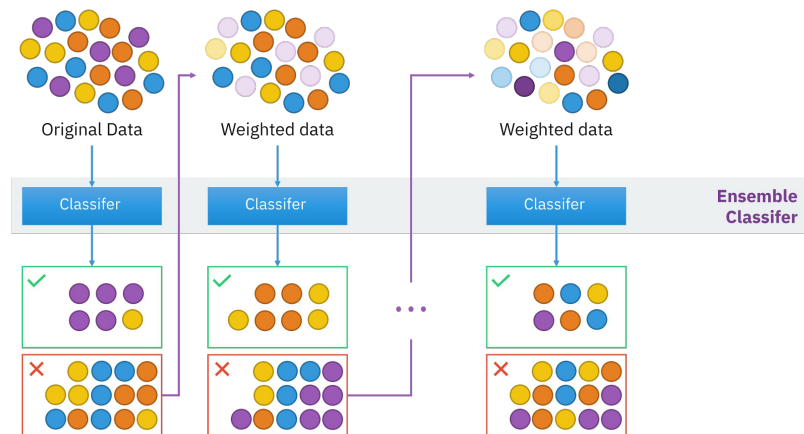 Original Data
Weighted data
Weighted data
Classifer
Classifer
Classifer
Ensemble
Classifer